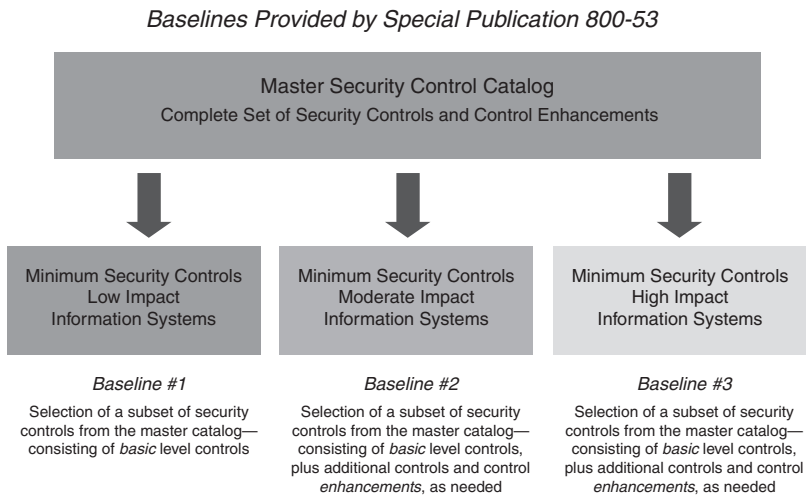 Baselines Provided by Special Publication 800-53
Master Security Control Catalog
Complete Set of Security Controls and Control Enhancements
Minimum Security Controls
Low Impact
Information Systems
Minimum Security Controls
Moderate Impact
Information Systems
Minimum Security Controls
High Impact
Information Systems
Baseline #1
Selection of a subset of security
controls from the master catalog—
consisting of basic level controls
Baseline #2
Selection of a subset of security
controls from the master catalog—
consisting of basic level controls,
plus additional controls and control
enhancements, as needed
Baseline #3
Selection of a subset of security
controls from the master catalog—
consisting of basic level controls,
plus additional controls and control
enhancements, as needed